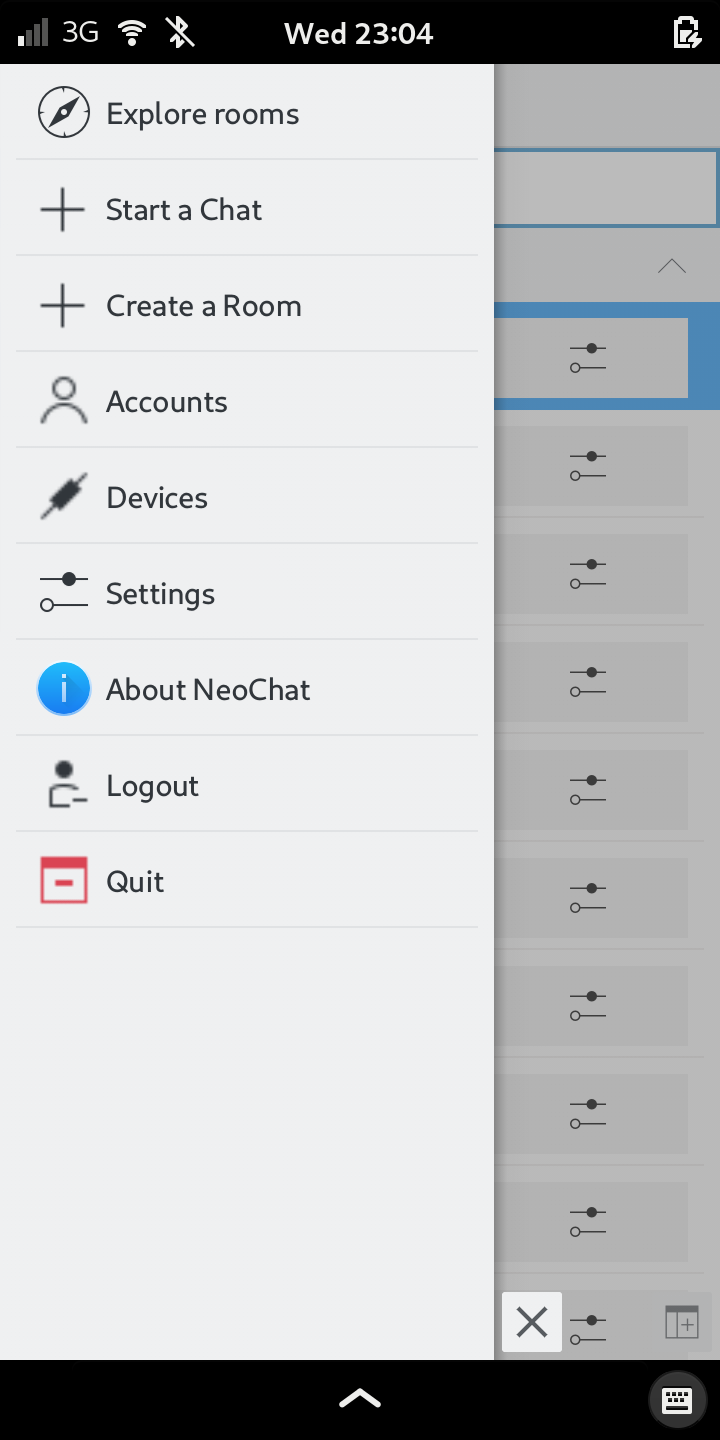 3G Wed 23:04
Explore rooms
Start a Chat
Create a Room
Accounts
Devices
Settings
About NeoChat
Logout
Quit